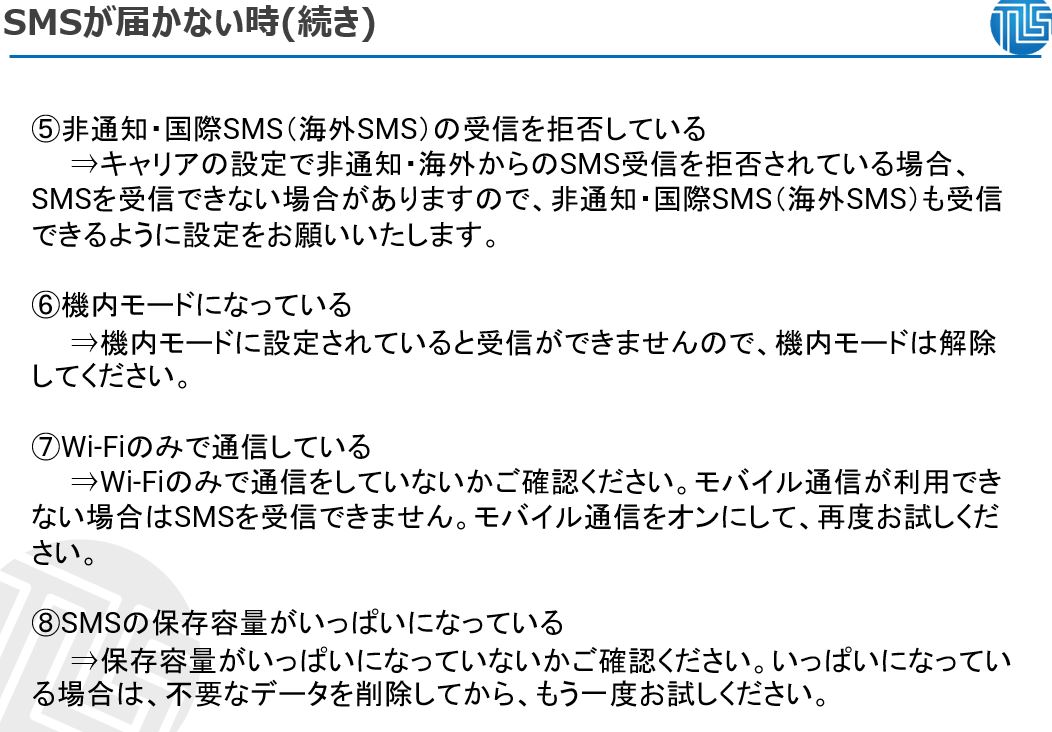 SMSが届かない時(続き)
TLS
⑤非通知・国際SMS（海外SMS）の受信を拒否している
⇒キャリアの設定で非通知・海外からのSMS受信を拒否されている場合、
SMSを受信できない場合がありますので、非通知・国際SMS（海外SMS）も受信
できるように設定をお願いいたします。
⑥機内モードになっている
⇒機内モードに設定されていると受信ができませんので、機内モードは解除
してください。
⑦Wi-Fiのみで通信している
⇒Wi-Fiのみで通信をしていないかご確認ください。モバイル通信が利用でき
ない場合はSMSを受信できません。モバイル通信をオンにして、再度お試しくだ
さい。
⑧SMSの保存容量がいっぱいになっている
⇒保存容量がいっぱいになっていないかご確認ください。いっぱいになってい
る場合は、不要なデータを削除してから、もう一度お試しください。